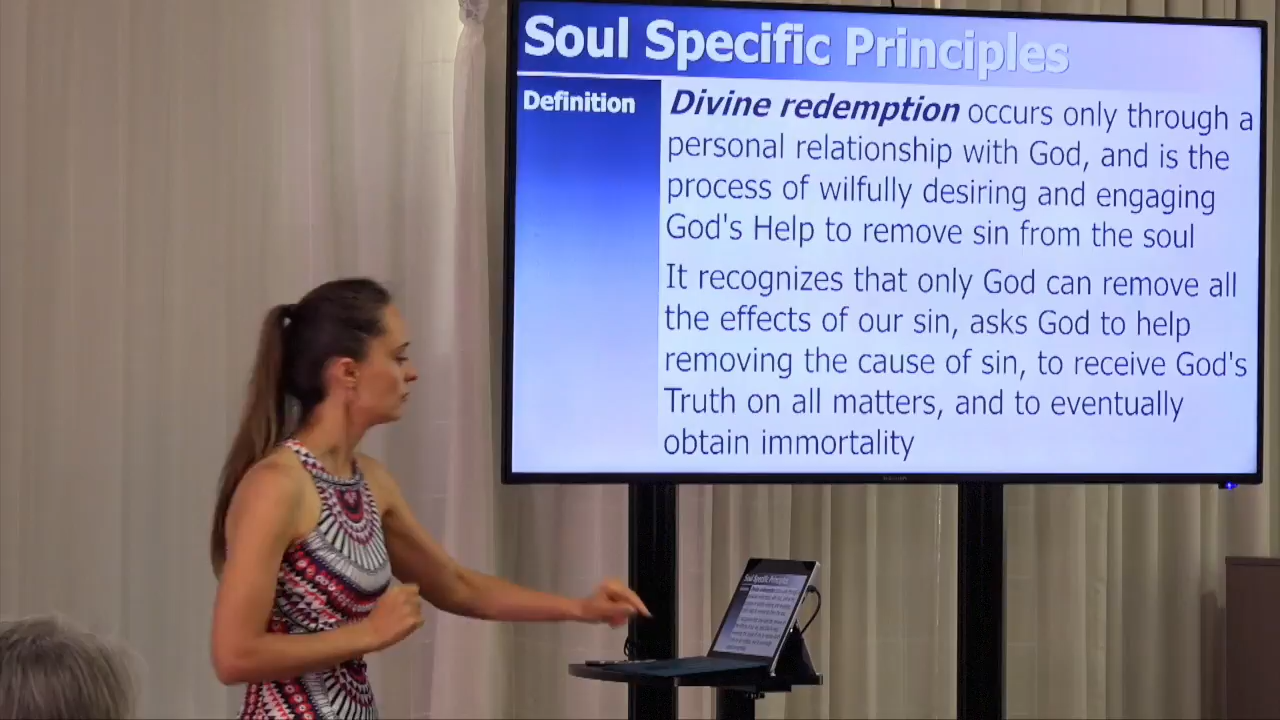 Soul Specific Principles
Definition
Divine redemption occurs only through a
personal relationship with God, and is the
process of wilfully desiring and engaging
God's Help to remove sin from the soul
It recognizes that only God can remove all
the effects of our sin, asks God to help
removing the cause of sin, to receive God's
Truth on all matters, and to eventually
obtain immortality
Soul Specific Principles